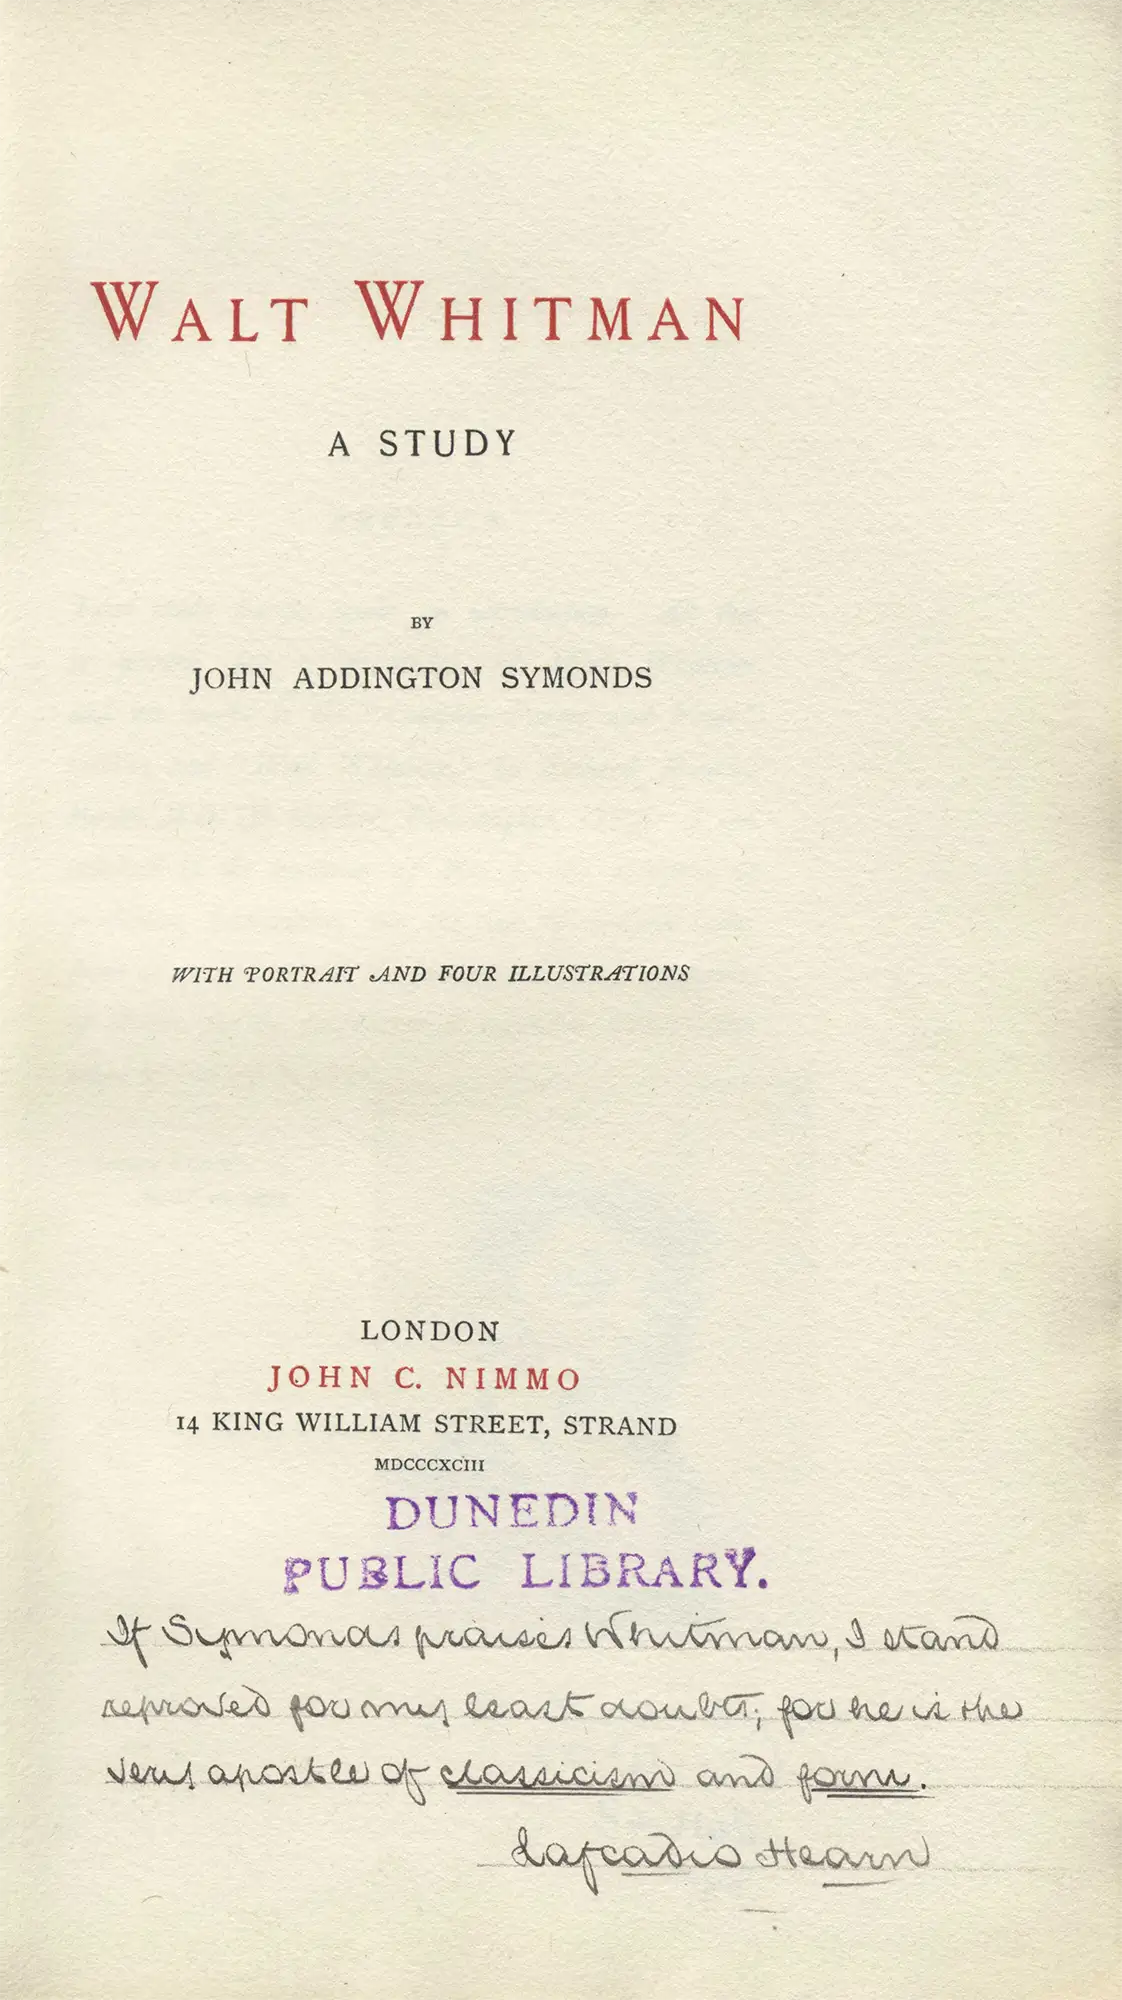 WALT WHITMAN
A STUDY
BY
JOHN ADDINGTON SYMONDS
WITH PORTRAIT AND FOUR ILLUSTRATIONS
LONDON
JOHN C. NIMMO
14 KING WILLIAM STREET, STRAND
MDCCCXCIII
DUNEDIN
PUBLIC LIBRARY.
If Symonds praises Whitman, I stand
reproved for my least doubt; for he is the
very apostle of classicism and form.
Lafcadio Hearn